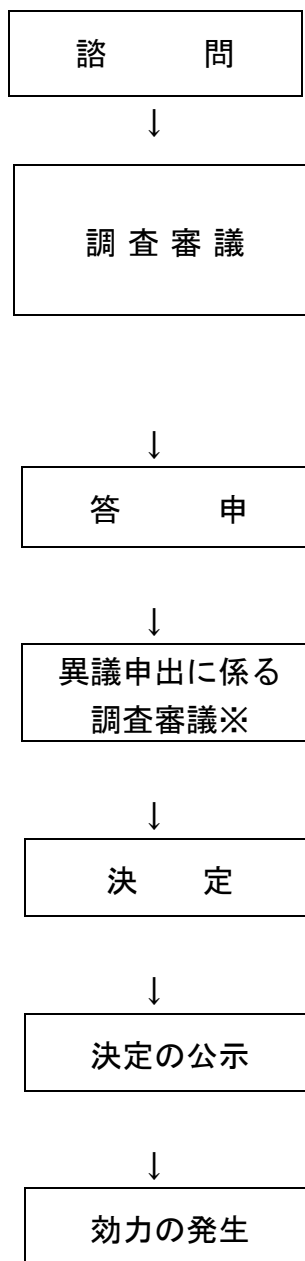 諮　　　問
↓
調 査 審 議
↓
答　　　申
↓
異議申出に係る
調査審議※
↓
決　　定
↓
決定の公示
↓
効力の発生